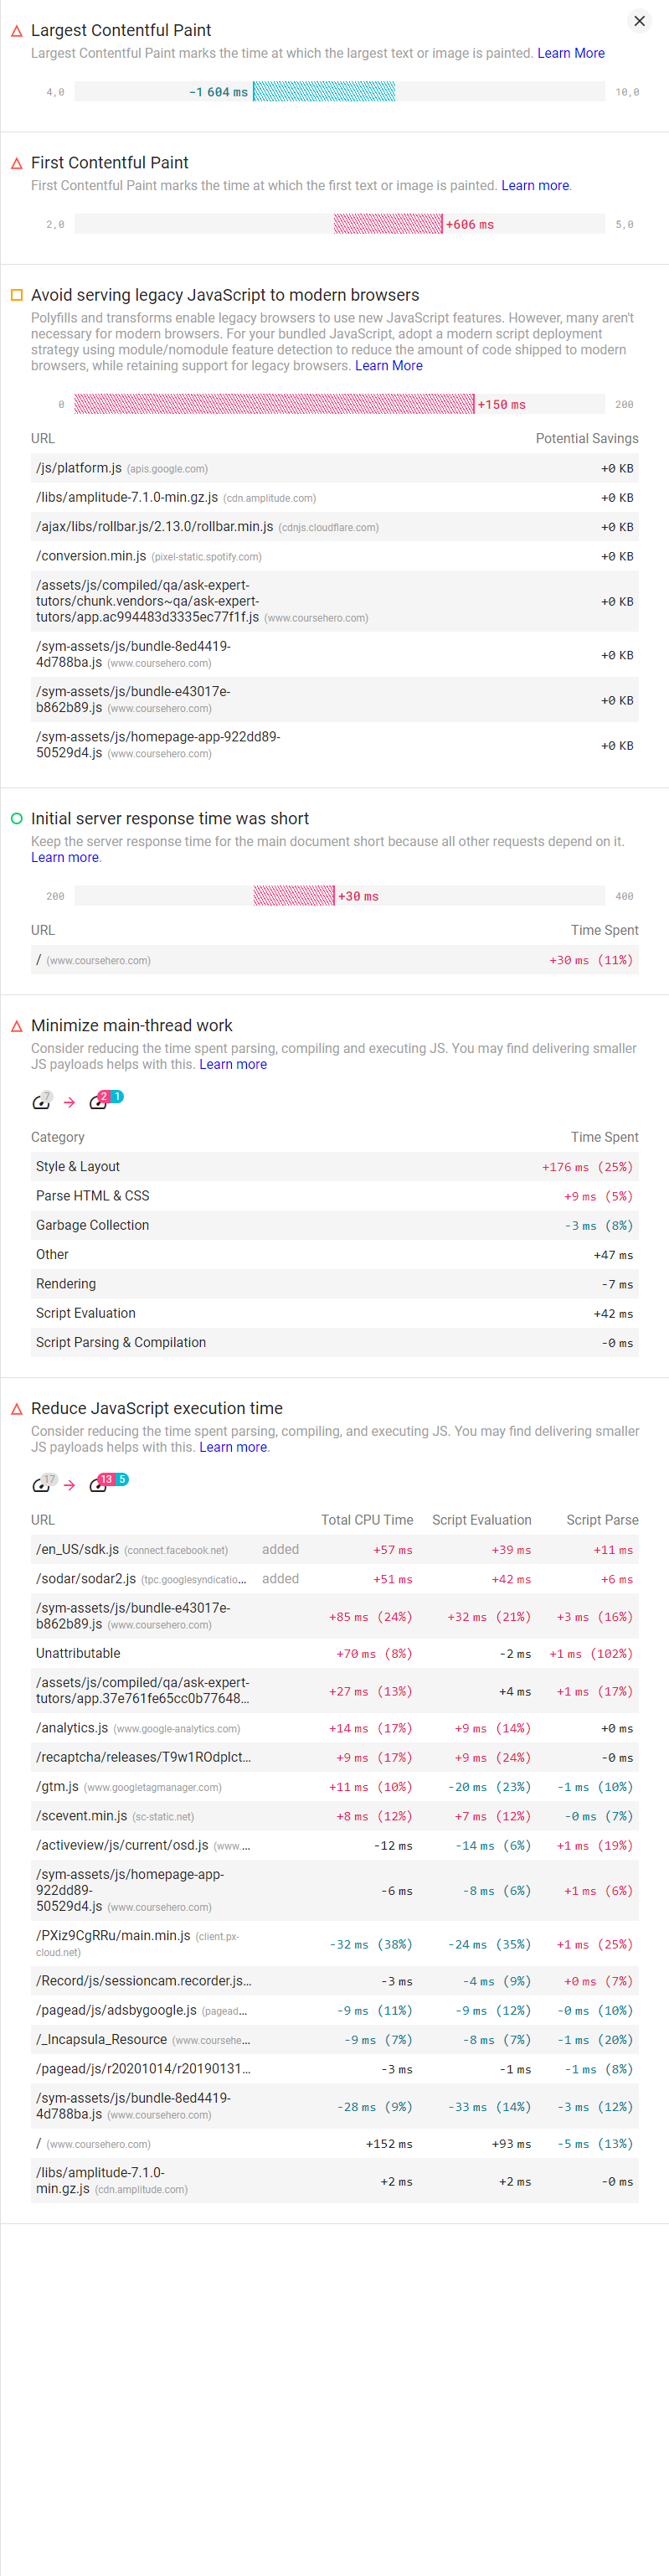 Largest Contentful Paint
Largest Contentful Paint marks the time at which the largest text or image is painted. Learn More
4,0 -1 604 ms 10,0
First Contentful Paint
First Contentful Paint marks the time at which the first text or image is painted. Learn more.
2,0 +606 ms 5,0
Avoid serving legacy JavaScript to modern browsers
Polyfills and transforms enable legacy browsers to use new JavaScript features. However, many aren't
necessary for modern browsers. For your bundled JavaScript, adopt a modern script deployment
strategy using module/nomodule feature detection to reduce the amount of code shipped to modern
browsers, while retaining support for legacy browsers. Learn More
0 +150 ms 200
URL Potential Savings
/js/platform.js (apis.google.com) +0 KB
/libs/amplitude-7.1.0-min.gz.js (cdn.amplitude.com) +0 KB
/ajax/libs/rollbar.js/2.13.0/rollbar.min.js (cdnjs.cloudflare.com) +0 KB
/conversion.min.js (pixel-static.spotify.com) +0 KB
/assets/js/compiled/qa/ask-expert-
tutors/chunk.vendors~qa/ask-expert-
tutors/app.ac994483d3335ec77f1f.js (www.coursehero.com) +0 KB
/sym-assets/js/bundle-8ed4419-
4d788ba.js (www.coursehero.com) +0 KB
/sym-assets/js/bundle-e43017e-
b862b89.js (www.coursehero.com) +0 KB
/sym-assets/js/homepage-app-922dd89-
50529d4.js (www.coursehero.com) +0 KB
Initial server response time was short
Keep the server response time for the main document short because all other requests depend on it.
Learn more.
200 +30 ms 400
URL Time Spent
/ (www.coursehero.com) +30 ms (11%)
Minimize main-thread work
Consider reducing the time spent parsing, compiling and executing JS. You may find delivering smaller
JS payloads helps with this. Learn more
7 2 1
Category Time Spent
Style & Layout +176 ms (25%)
Parse HTML & CSS +9 ms (5%)
Garbage Collection -3 ms (8%)
Other +47 ms
Rendering -7 ms
Script Evaluation +42 ms
Script Parsing & Compilation -0 ms
Reduce JavaScript execution time
Consider reducing the time spent parsing, compiling, and executing JS. You may find delivering smaller
JS payloads helps with this. Learn more.
17 13 5
URL Total CPU Time Script Evaluation Script Parse
/en_US/sdk.js (connect.facebook.net) added +57 ms +39 ms +11 ms
/sodar/sodar2.js (tpc.googlesyndicatio... added +51 ms +42 ms +6 ms
/sym-assets/js/bundle-e43017e-
b862b89.js (www.coursehero.com) +85 ms (24%) +32 ms (21%) +3 ms (16%)
Unattributable +70 ms (8%) -2 ms +1 ms (102%)
/assets/js/compiled/qa/ask-expert-
tutors/app.37e761fe65cc0b77648... +27 ms (13%) +4 ms +1 ms (17%)
/analytics.js (www.google-analytics.com) +14 ms (17%) +9 ms (14%) +0 ms
/recaptcha/releases/T9w1ROdplct... +9 ms (17%) +9 ms (24%) -0 ms
/gtm.js (www.googletagmanager.com) +11 ms (10%) -20 ms (23%) -1 ms (10%)
/scevent.min.js (sc-static.net) +8 ms (12%) +7 ms (12%) -0 ms (7%)
/activeview/js/current/osd.js (www.... -12 ms -14 ms (6%) +1 ms (19%)
/sym-assets/js/homepage-app-
922dd89-
50529d4.js (www.coursehero.com) -6 ms -8 ms (6%) +1 ms (6%)
/PXiz9CgRRu/main.min.js (client.px-
cloud.net) -32 ms (38%) -24 ms (35%) +1 ms (25%)
/Record/js/sessioncam.recorder.js... -3 ms -4 ms (9%) +0 ms (7%)
/pagead/js/adsbygoogle.js (pagead... -9 ms (11%) -9 ms (12%) -0 ms (10%)
/_Incapsula_Resource (www.coursehe... -9 ms (7%) -8 ms (7%) -1 ms (20%)
/pagead/js/r20201014/r20190131... -3 ms -1 ms -1 ms (8%)
/sym-assets/js/bundle-8ed4419-
4d788ba.js (www.coursehero.com) -28 ms (9%) -33 ms (14%) -3 ms (12%)
/ (www.coursehero.com) +152 ms +93 ms -5 ms (13%)
/libs/amplitude-7.1.0-
min.gz.js (cdn.amplitude.com) +2 ms +2 ms -0 ms